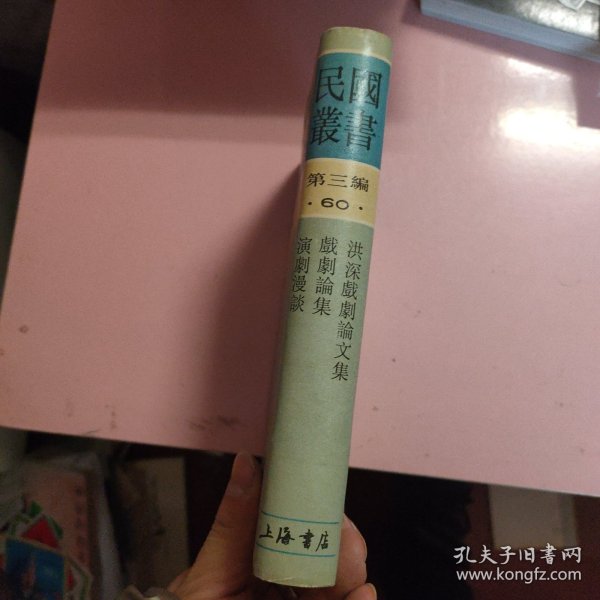 民國
叢書
第三編
·60·
洪深戲劇論文集
戲劇論集
演劇漫談
上海書店
孔夫子旧书网
www.kongfz.com